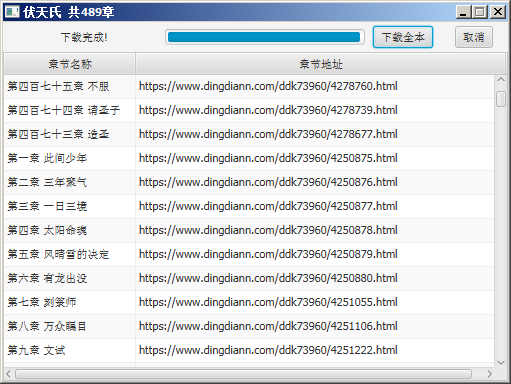 伏天氏 共489章
下载完成! 下载全本 取消
章节名称 章节地址
第四百七十五章 不服 https://www.dingdiann.com/ddk73960/4278760.html
第四百七十四章 请圣子 https://www.dingdiann.com/ddk73960/4278739.html
第四百七十三章 造圣 https://www.dingdiann.com/ddk73960/4278677.html
第一章 此间少年 https://www.dingdiann.com/ddk73960/4250875.html
第二章 三年聚气 https://www.dingdiann.com/ddk73960/4250876.html
第三章 一日三境 https://www.dingdiann.com/ddk73960/4250877.html
第四章 太阳命魂 https://www.dingdiann.com/ddk73960/4250878.html
第五章 风晴雪的决定 https://www.dingdiann.com/ddk73960/4250879.html
第六章 有龙出没 https://www.dingdiann.com/ddk73960/4250880.html
第七章 刻箓师 https://www.dingdiann.com/ddk73960/4251055.html
第八章 万众瞩目 https://www.dingdiann.com/ddk73960/4251106.html
第九章 文试 https://www.dingdiann.com/ddk73960/4251222.html